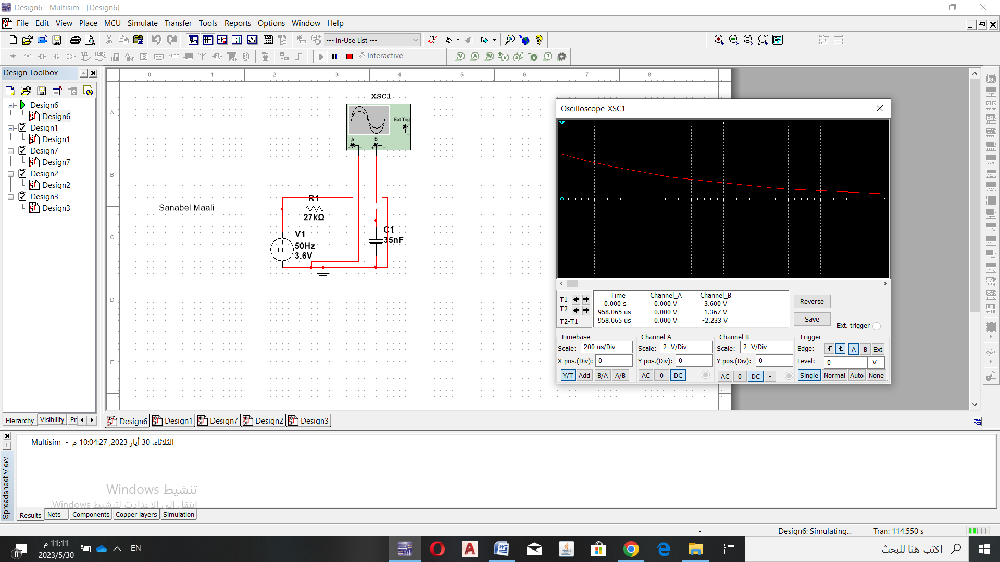 Design6 - Multisim - [Design6]
File Edit View Place MCU Simulate Transfer Tools Reports Options Window Help
--- In-Use List ---
MISC Interactive
Design Toolbox
Design6
Design6
Design1
Design1
Design7
Design7
Design2
Design2
Design3
Design3
Hierarchy Visibility Pr
0 1 2 3 4 5 6 7 8
A
B
C
D
E
XSC1
Ext Trig
A B
Sanabel Maali
R1
27kΩ
V1
50Hz
3.6V
C1
35nF
Oscilloscope-XSC1
Time Channel_A Channel_B
T1 0.000 s 0.000 V 3.600 V
T2 958.065 us 0.000 V 1.367 V
T2-T1 958.065 us 0.000 V -2.233 V
Reverse
Save
Ext. trigger
Timebase Channel A Channel B Trigger
Scale: 200 us/Div Scale: 2 V/Div Scale: 2 V/Div Edge: A B Ext
X pos.(Div): 0 Y pos.(Div): 0 Y pos.(Div): 0 Level: 0 V
Y/T Add B/A A/B AC 0 DC AC 0 DC - Single Normal Auto None
Design6 Design1 Design7 Design2 Design3
Spreadsheet View
Multisim - الثلاثاء، 30 أيار 2023, 10:04:27 م
تنشيط Windows
انتقل إلى الإعدادات لتنشيط Windows
Results Nets Components Copper layers Simulation
- Design6: Simulating... Tran: 114.550 s
11:11 م
2023/5/30
EN
اكتب هنا للبحث